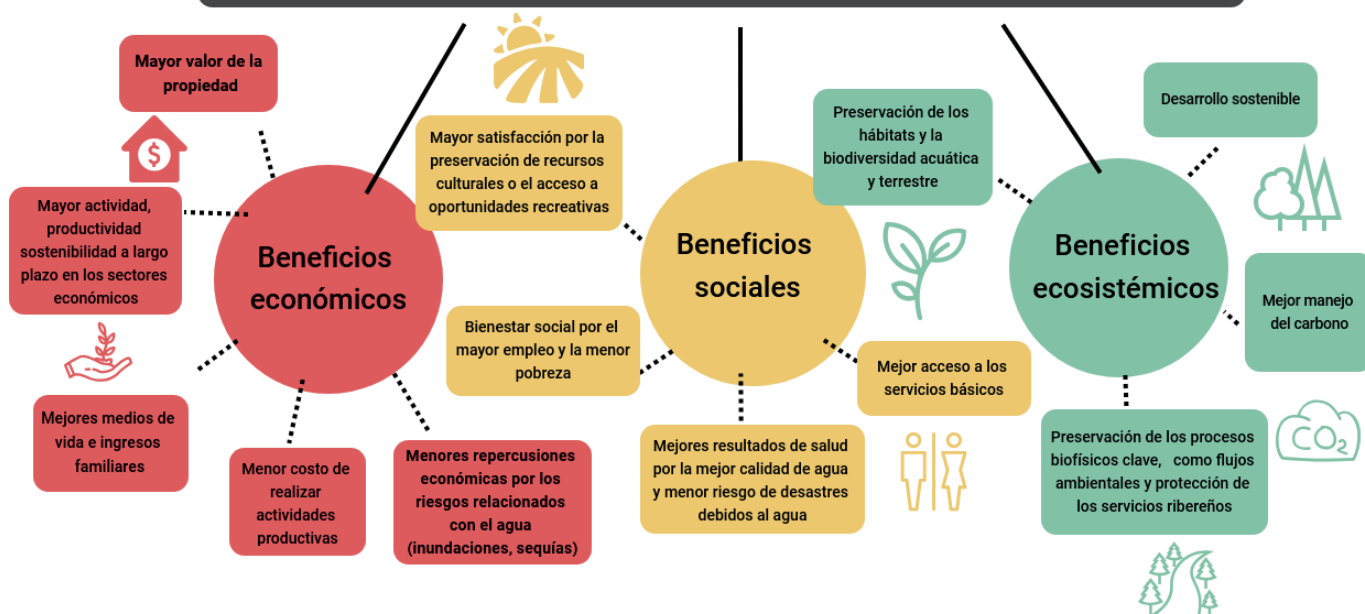 Mayor valor de la
propiedad
Mayor actividad,
productividad
sostenibilidad a largo
plazo en los sectores
económicos
Beneficios
económicos
Mejores medios de
vida e ingresos
familiares
Menor costo de
realizar
actividades
productivas
Menores repercusiones
económicas por los
riesgos relacionados
con el agua
(inundaciones, sequías)
Mayor satisfacción por la
preservación de recursos
culturales o el acceso a
oportunidades recreativas
Beneficios
sociales
Bienestar social por el
mayor empleo y la menor
pobreza
Mejor acceso a los
servicios básicos
Mejores resultados de salud
por la mejor calidad de agua
y menor riesgo de desastres
debidos al agua
Preservación de los
hábitats y la
biodiversidad acuática
y terrestre
Desarrollo sostenible
Beneficios
ecosistémicos
Mejor manejo
del carbono
CO2
Preservación de los procesos
biofísicos clave, como flujos
ambientales y protección de
los servicios ribereños
$